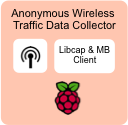 Anonymous Wireless
Traffic Data Collector
Libcap & MB
Client